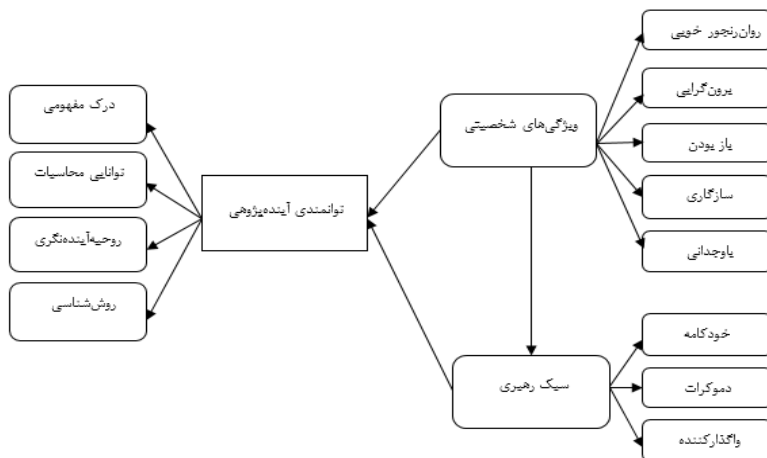 روان‌رنجور خویی
برون‌گرایی
باز بودن
سازگاری
باوجدانی
ویژگی‌های شخصیتی
درک مفهومی
توانایی محاسبات
روحیه‌آینده‌نگری
روش‌شناسی
توانمندی آینده‌پژوهی
سبک رهبری
خودکامه
دموکرات
واگذارکننده